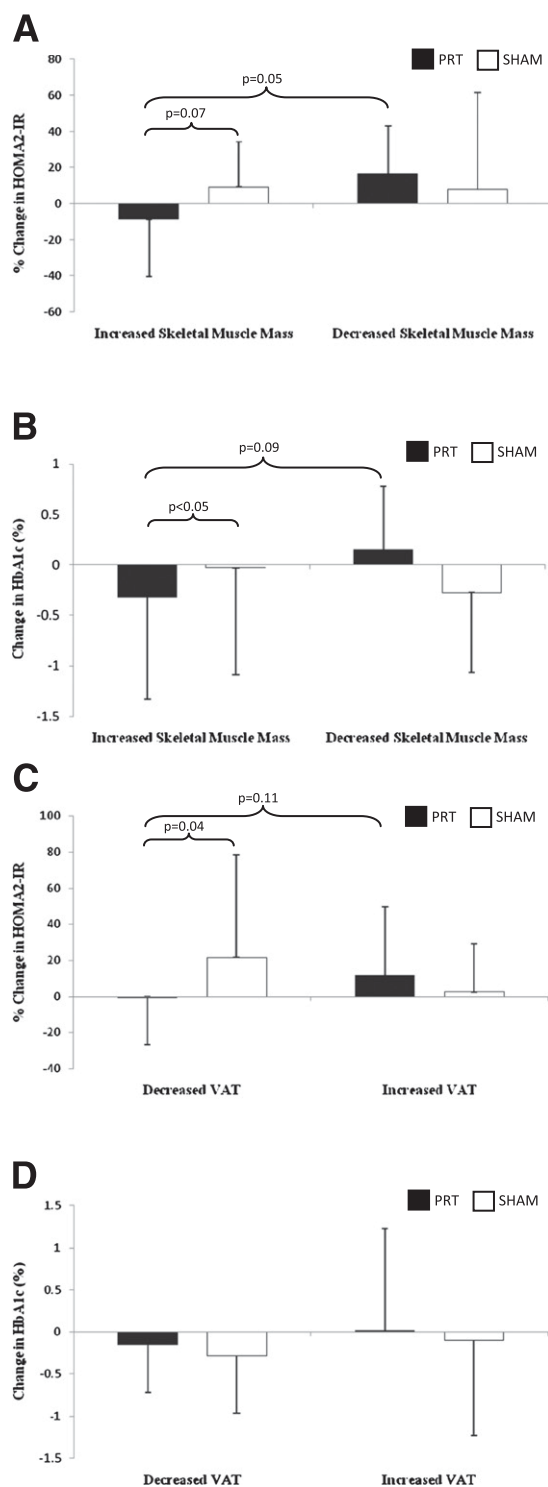 A
PRT SHAM
% Change in HOMA2-IR
80
60
40
20
0
-20
-40
-60
p=0.05
p=0.07
Increased Skeletal Muscle Mass Decreased Skeletal Muscle Mass
B
PRT SHAM
Change in HbA1c (%)
1
0.5
0
-0.5
-1
-1.5
p=0.09
p<0.05
Increased Skeletal Muscle Mass Decreased Skeletal Muscle Mass
C
PRT SHAM
% Change in HOMA2-IR
100
80
60
40
20
0
-20
-40
p=0.11
p=0.04
Decreased VAT Increased VAT
D
PRT SHAM
Change in HbA1c (%)
1.5
1
0.5
0
-0.5
-1
-1.5
Decreased VAT Increased VAT